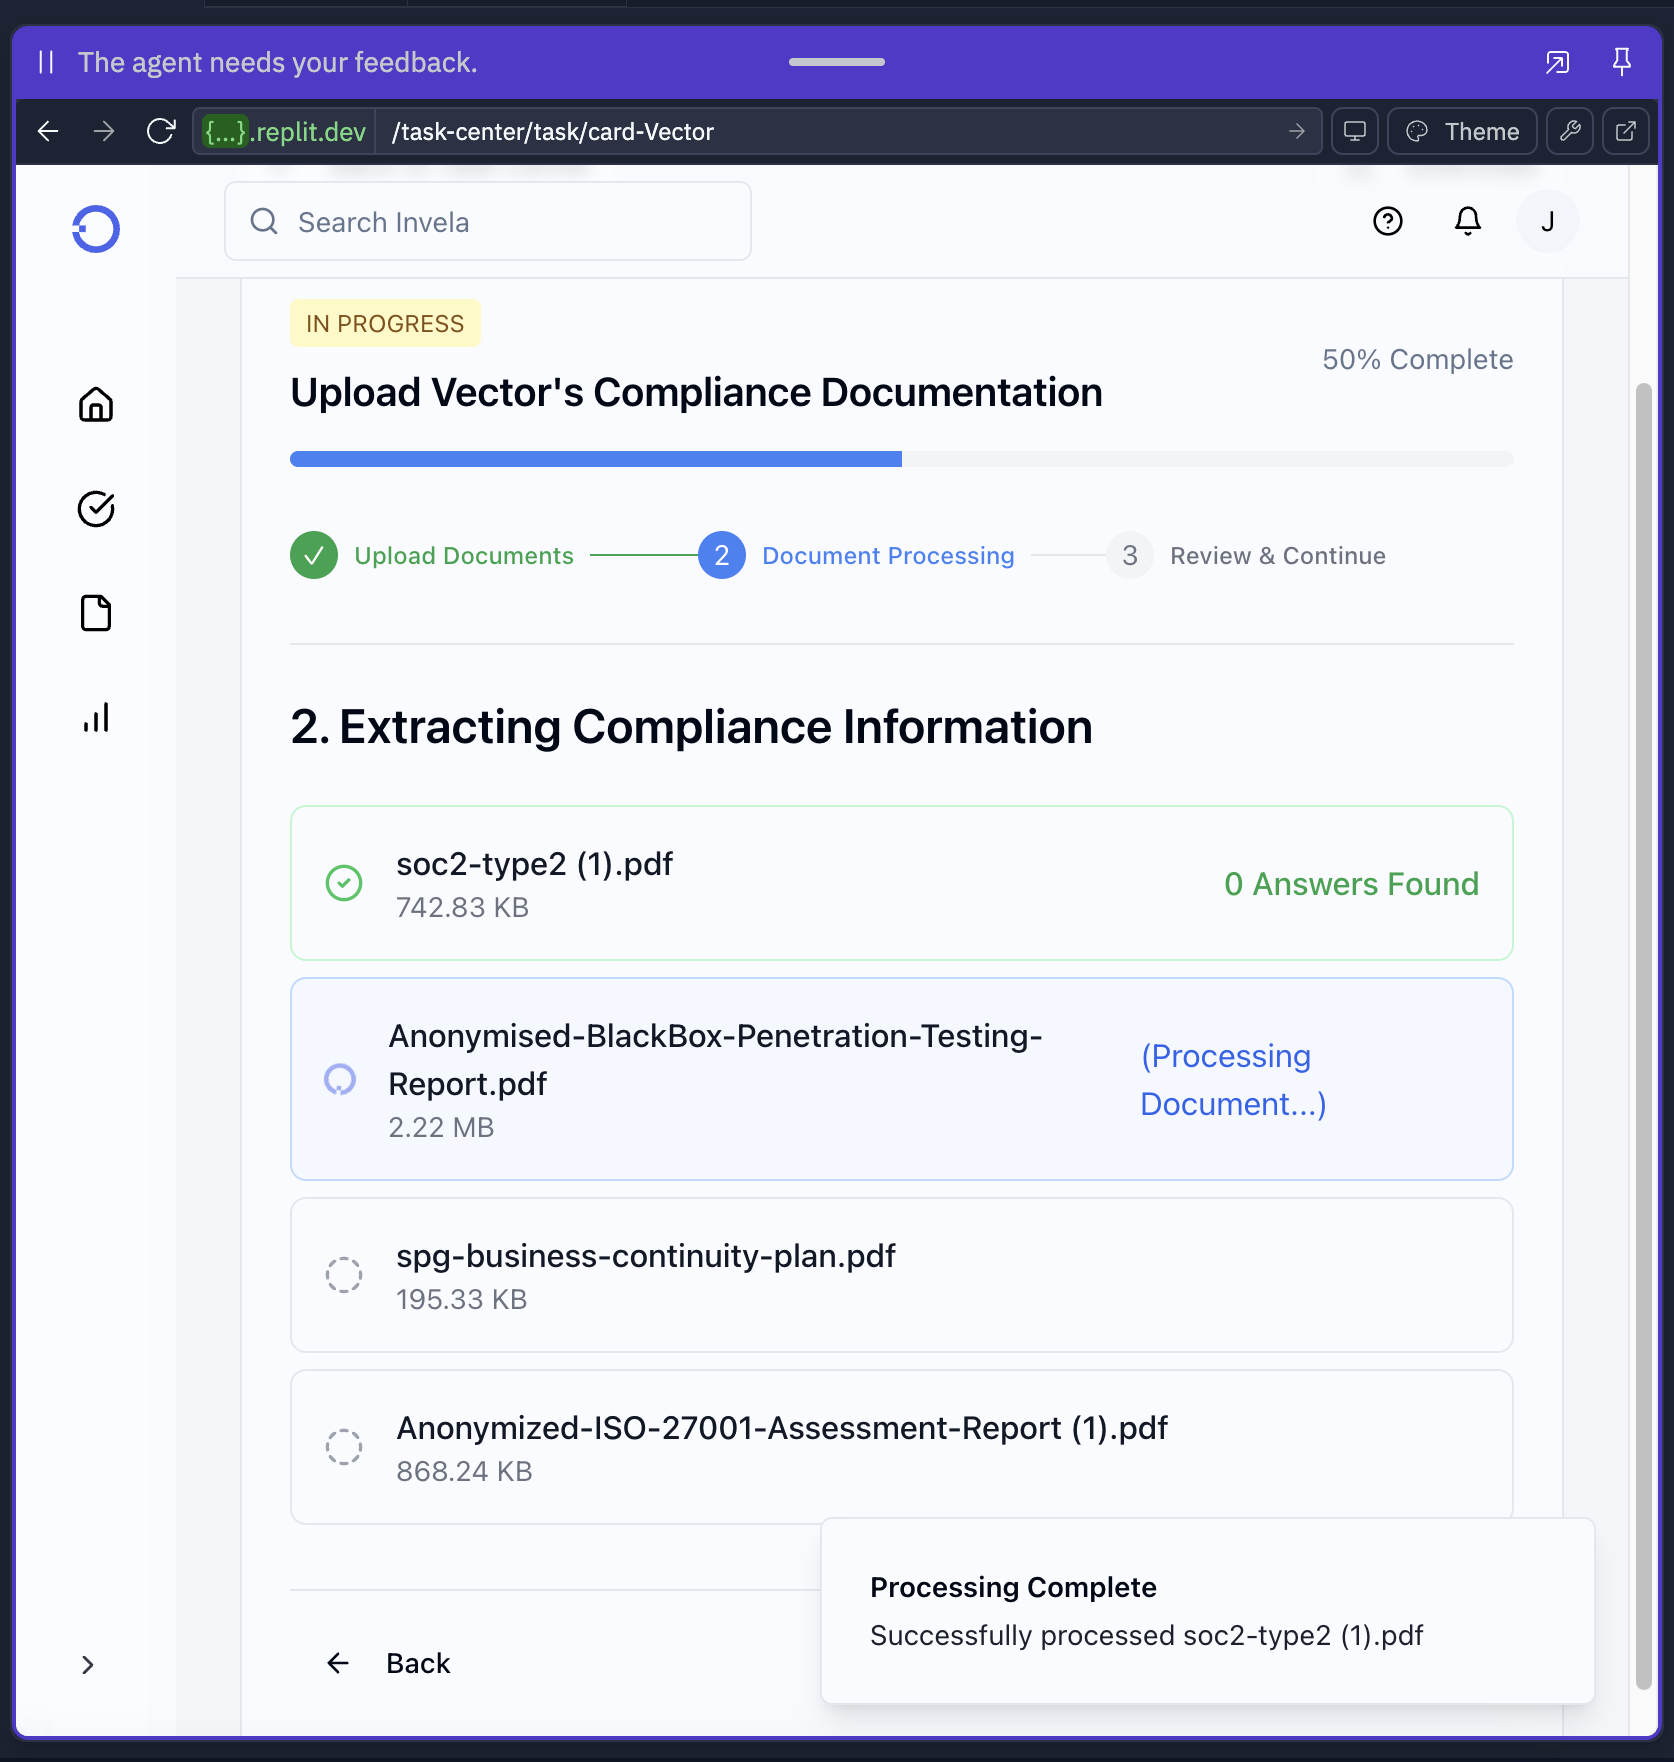 The agent needs your feedback.
{...}.replit.dev /task-center/task/card-Vector Theme
Search Invela
J
IN PROGRESS
50% Complete
Upload Vector's Compliance Documentation
Upload Documents 2 Document Processing 3 Review & Continue
2. Extracting Compliance Information
soc2-type2 (1).pdf
742.83 KB
0 Answers Found
Anonymised-BlackBox-Penetration-Testing-
Report.pdf
2.22 MB
(Processing
Document...)
spg-business-continuity-plan.pdf
195.33 KB
Anonymized-ISO-27001-Assessment-Report (1).pdf
868.24 KB
Processing Complete
Successfully processed soc2-type2 (1).pdf
Back